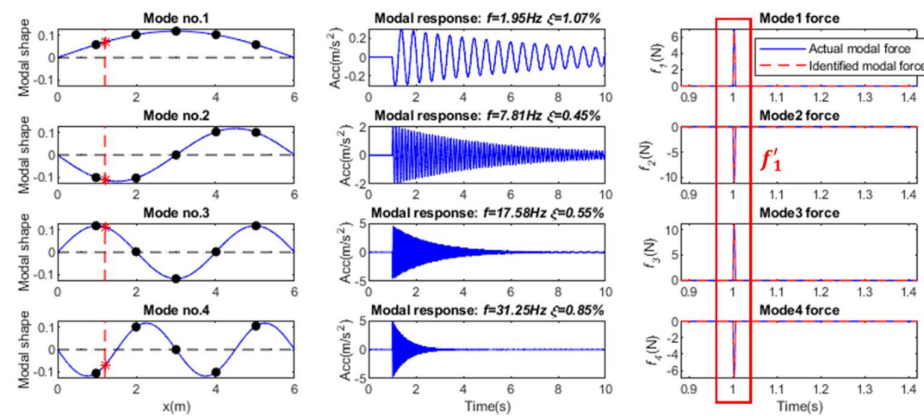 Mode no.1
Modal shape
0.1
0
0.1
0 2 4 6
Modal response: f=1.95Hz ξ=1.07%
Acc(m/s²)
0.2
0
-0.2
0 2 4 6 8 10
Mode1 force
f₁(N)
6
4
2
0
0.9 1 1.1 1.2 1.3 1.4
Actual modal force
Identified modal force
Mode no.2
Modal shape
0.1
0
0.1
0 2 4 6
Modal response: f=7.81Hz ξ=0.45%
Acc(m/s²)
2
0
-2
0 2 4 6 8 10
Mode2 force
f₂(N)
0
-5
-10
0.9 1 1.1 1.2 1.3 1.4
f′₁
Mode no.3
Modal shape
0.1
0
0.1
0 2 4 6
Modal response: f=17.58Hz ξ=0.55%
Acc(m/s²)
5
0
-5
0 2 4 6 8 10
Mode3 force
f₃(N)
10
5
0
0.9 1 1.1 1.2 1.3 1.4
Mode no.4
Modal shape
0.1
0
0.1
0 2 4 6
x(m)
Modal response: f=31.25Hz ξ=0.85%
Acc(m/s²)
5
0
-5
0 2 4 6 8 10
Time(s)
Mode4 force
f₄(N)
0
-2
-4
-6
0.9 1 1.1 1.2 1.3 1.4
Time(s)